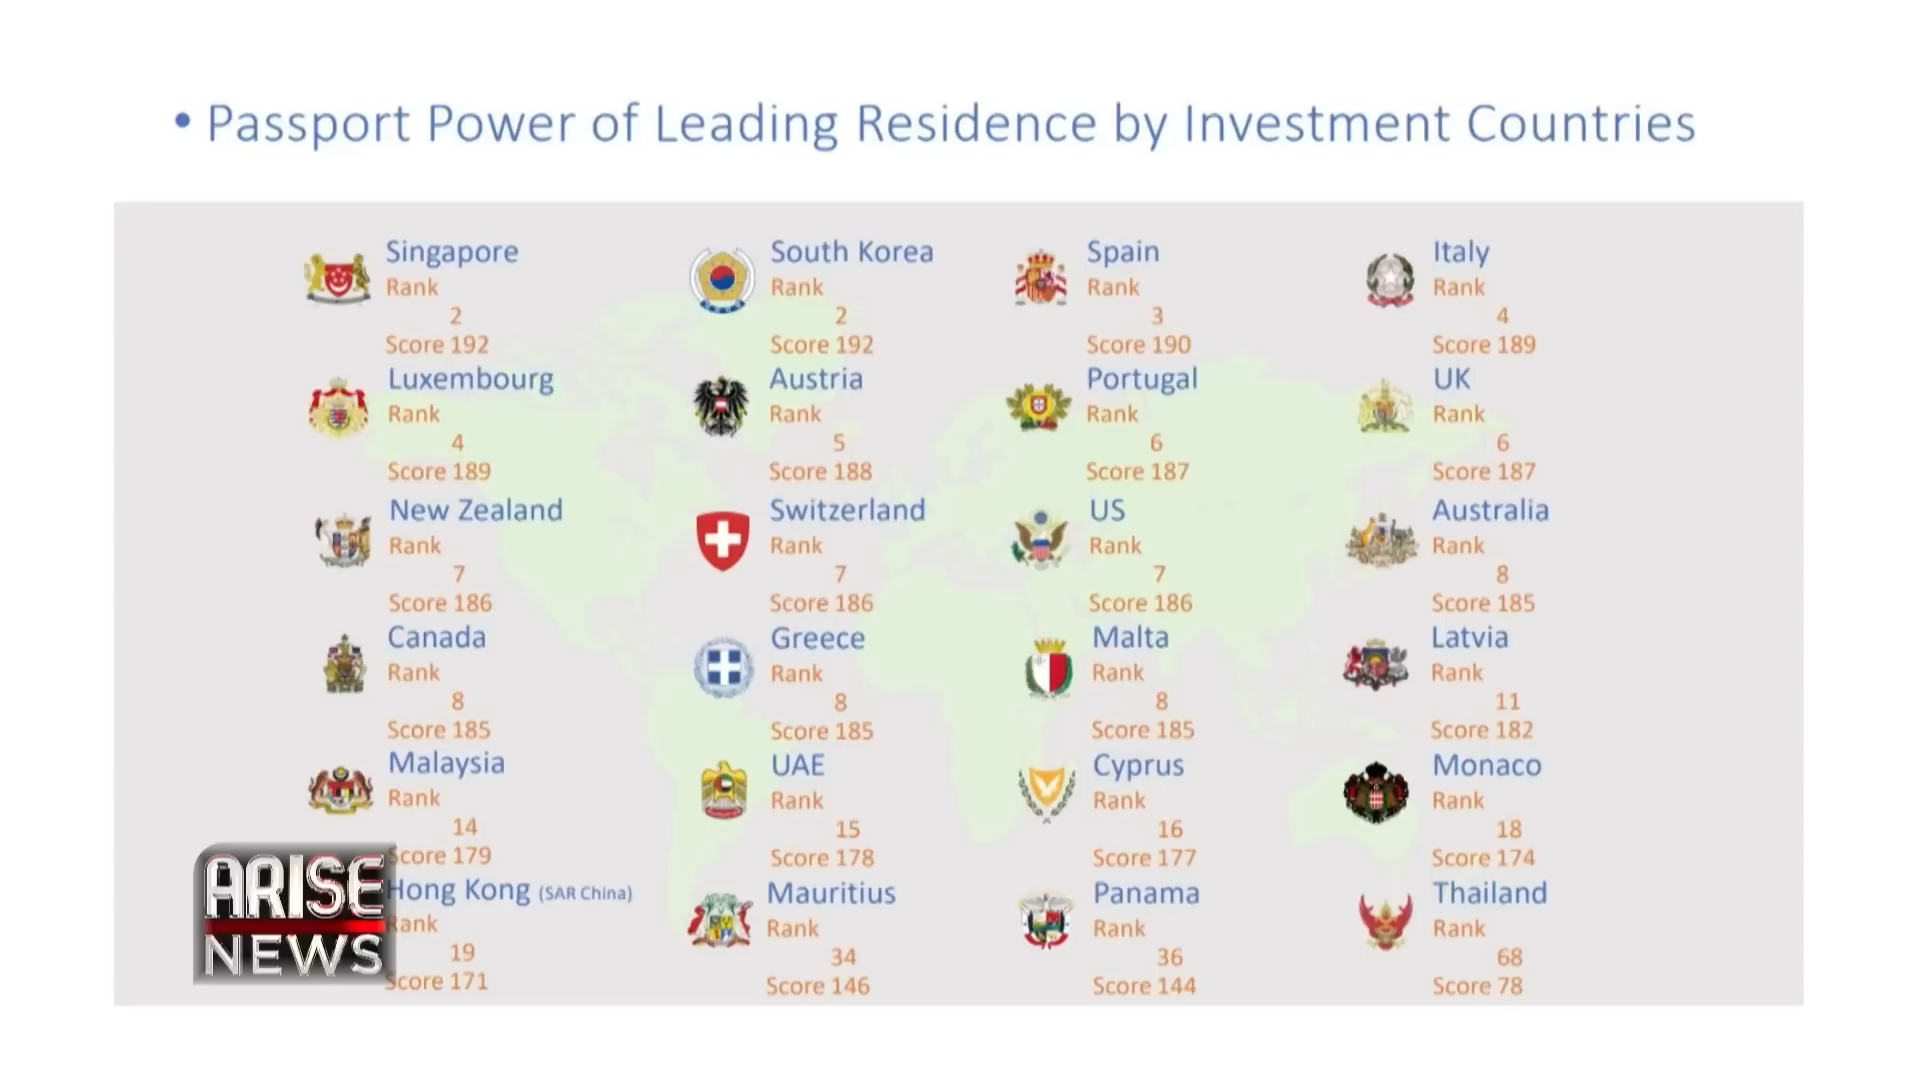 • Passport Power of Leading Residence by Investment Countries
Singapore
Rank
2
Score 192
South Korea
Rank
2
Score 192
Spain
Rank
3
Score 190
Italy
Rank
4
Score 189
Luxembourg
Rank
4
Score 189
Austria
Rank
5
Score 188
Portugal
Rank
6
Score 187
UK
Rank
6
Score 187
New Zealand
Rank
7
Score 186
Switzerland
Rank
7
Score 186
US
Rank
7
Score 186
Australia
Rank
8
Score 185
Canada
Rank
8
Score 185
Greece
Rank
8
Score 185
Malta
Rank
8
Score 185
Latvia
Rank
11
Score 182
Malaysia
Rank
14
Score 179
UAE
Rank
15
Score 178
Cyprus
Rank
16
Score 177
Monaco
Rank
18
Score 174
Hong Kong (SAR China)
Rank
19
Score 171
Mauritius
Rank
34
Score 146
Panama
Rank
36
Score 144
Thailand
Rank
68
Score 78
ARISE
NEWS